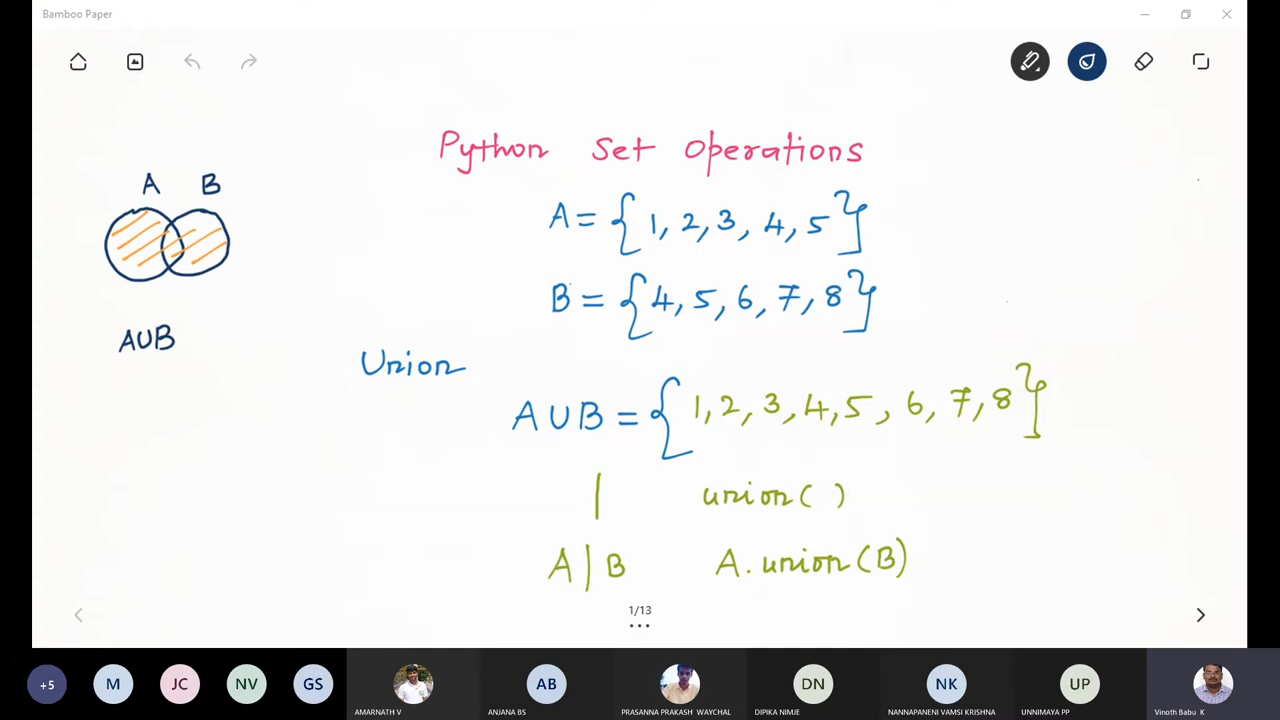 Bamboo Paper
Python Set Operations
A B
A = {1, 2, 3, 4, 5}
B = {4, 5, 6, 7, 8}
AUB
Union
A U B = {1, 2, 3, 4, 5, 6, 7, 8}
| union( )
A | B A. union (B)
1/13
+5 M JC NV GS AB DN NK UP
AMARNATH V ANJANA BS PRASANNA PRAKASH WAYCHAL DIPIKA NIMJE NANNAPANENI VAMSI KRISHNA UNNIMAYA PP Vinoth Babu K